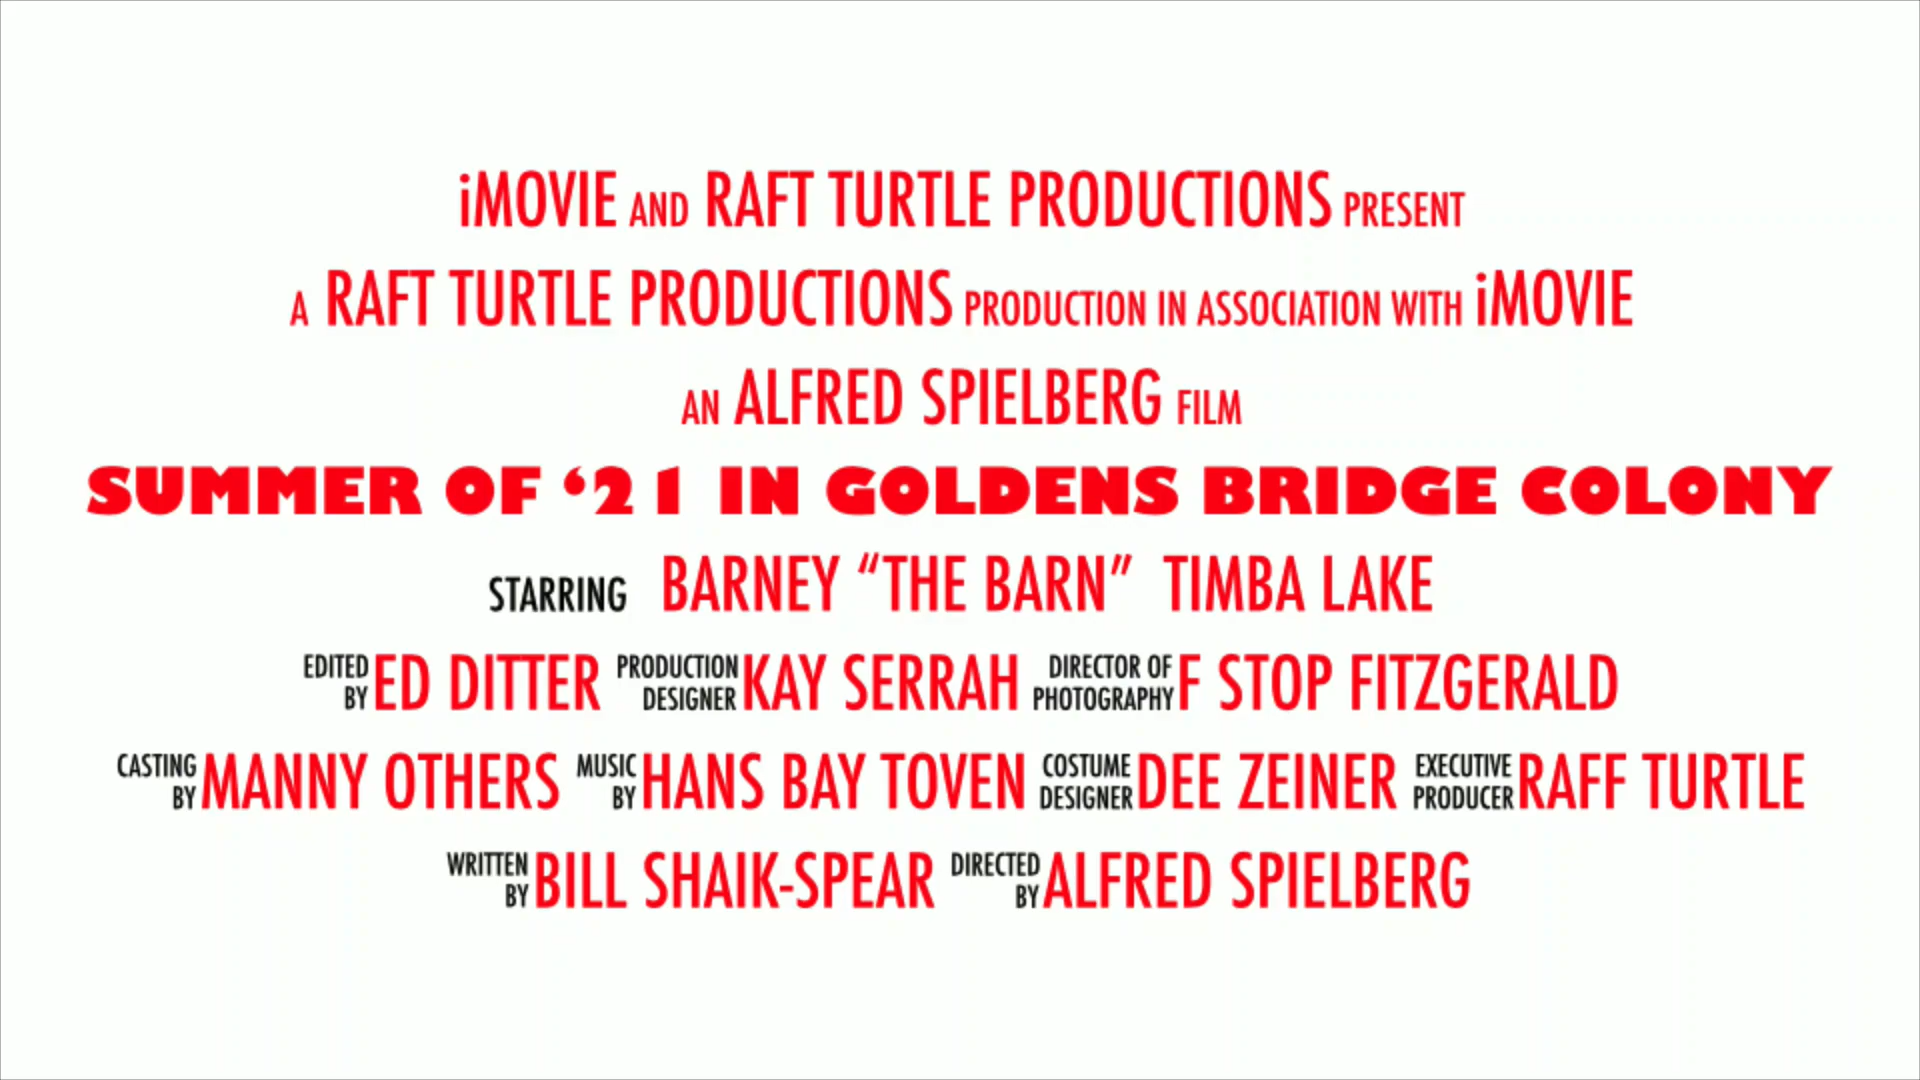 iMOVIE AND RAFT TURTLE PRODUCTIONS PRESENT
A RAFT TURTLE PRODUCTIONS PRODUCTION IN ASSOCIATION WITH iMOVIE
AN ALFRED SPIELBERG FILM
SUMMER OF ‘21 IN GOLDENS BRIDGE COLONY
STARRING BARNEY "THE BARN" TIMBA LAKE
EDITED BY ED DITTER PRODUCTION DESIGNER KAY SERRAH DIRECTOR OF PHOTOGRAPHY F STOP FITZGERALD
CASTING BY MANNY OTHERS MUSIC BY HANS BAY TOVEN COSTUME DESIGNER DEE ZEINER EXECUTIVE PRODUCER RAFF TURTLE
WRITTEN BY BILL SHAIK-SPEAR DIRECTED BY ALFRED SPIELBERG